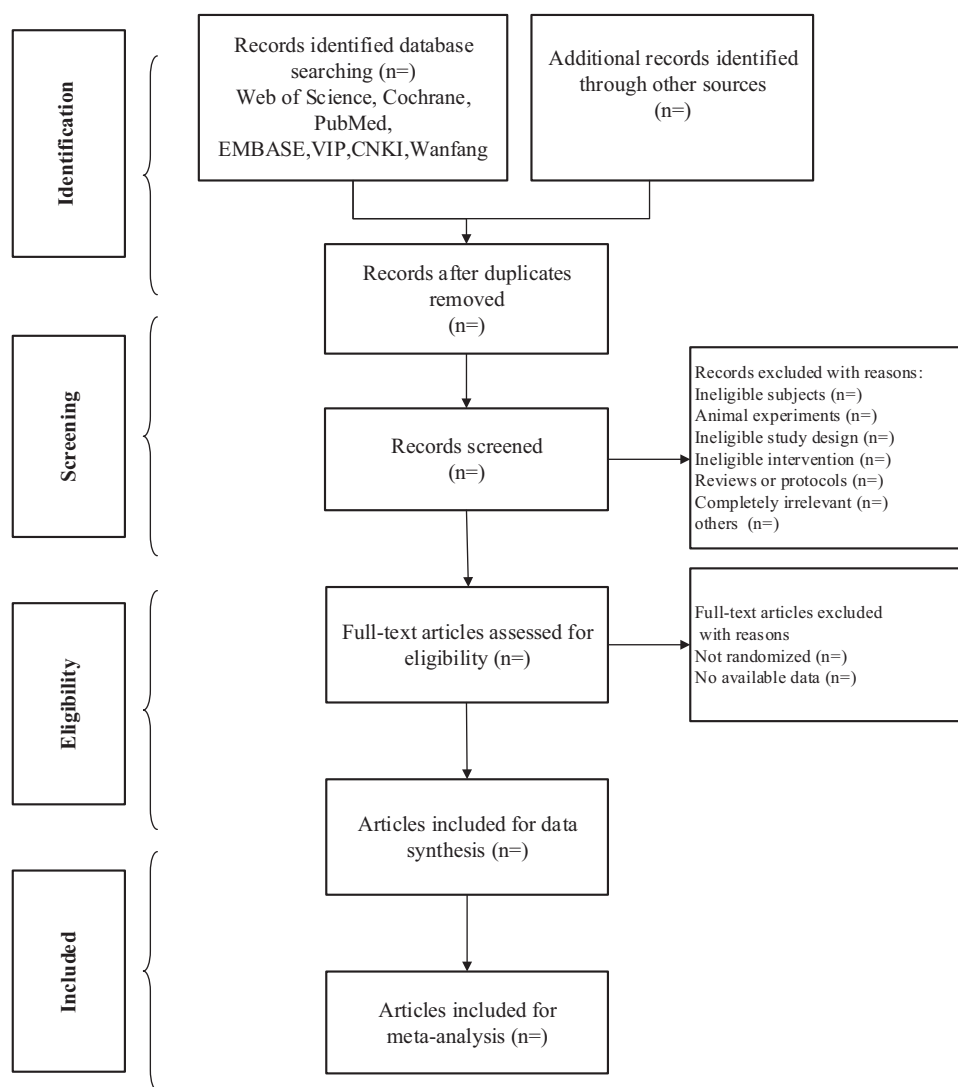 Identification
Records identified database
searching (n=)
Web of Science, Cochrane,
PubMed,
EMBASE,VIP,CNKI,Wanfang
Additional records identified
through other sources
(n=)
Records after duplicates
removed
(n=)
Screening
Records screened
(n=)
Records excluded with reasons:
Ineligible subjects (n=)
Animal experiments (n=)
Ineligible study design (n=)
Ineligible intervention (n=)
Reviews or protocols (n=)
Completely irrelevant (n=)
others (n=)
Eligibility
Full-text articles assessed for
eligibility (n=)
Full-text articles excluded
with reasons
Not randomized (n=)
No available data (n=)
Articles included for data
synthesis (n=)
Included
Articles included for
meta-analysis (n=)